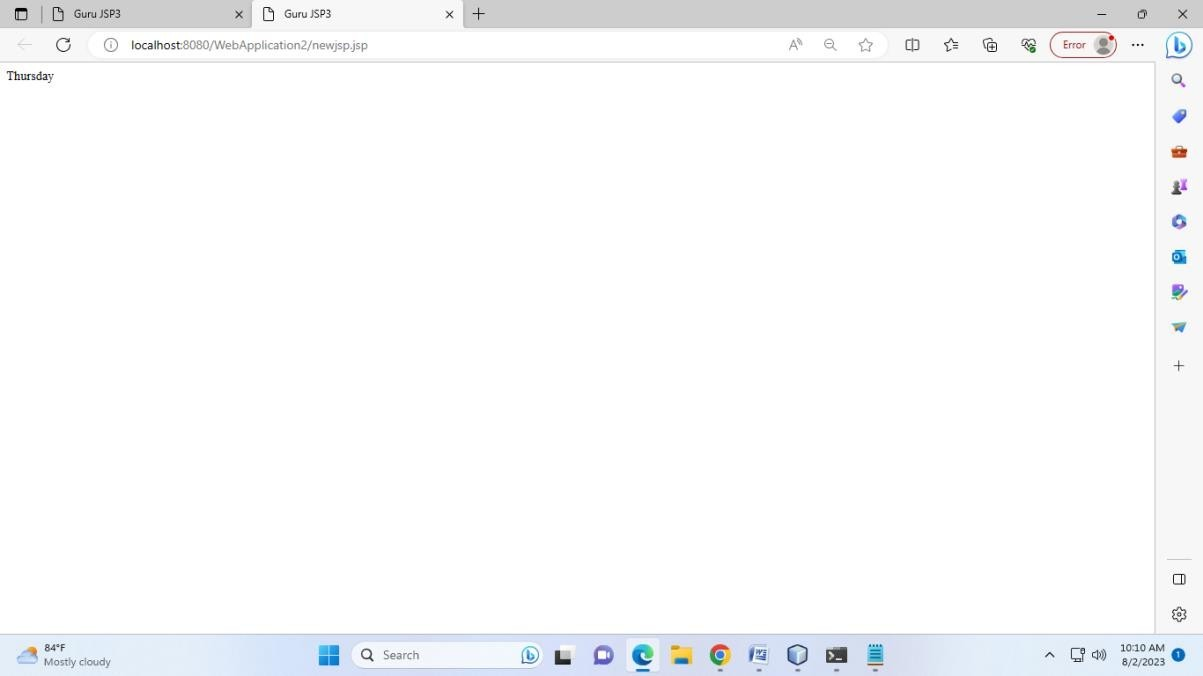 Guru JSP3
Guru JSP3
localhost:8080/WebApplication2/newjsp.jsp
Error
Thursday
84°F
Mostly cloudy
Search
10:10 AM
8/2/2023
1